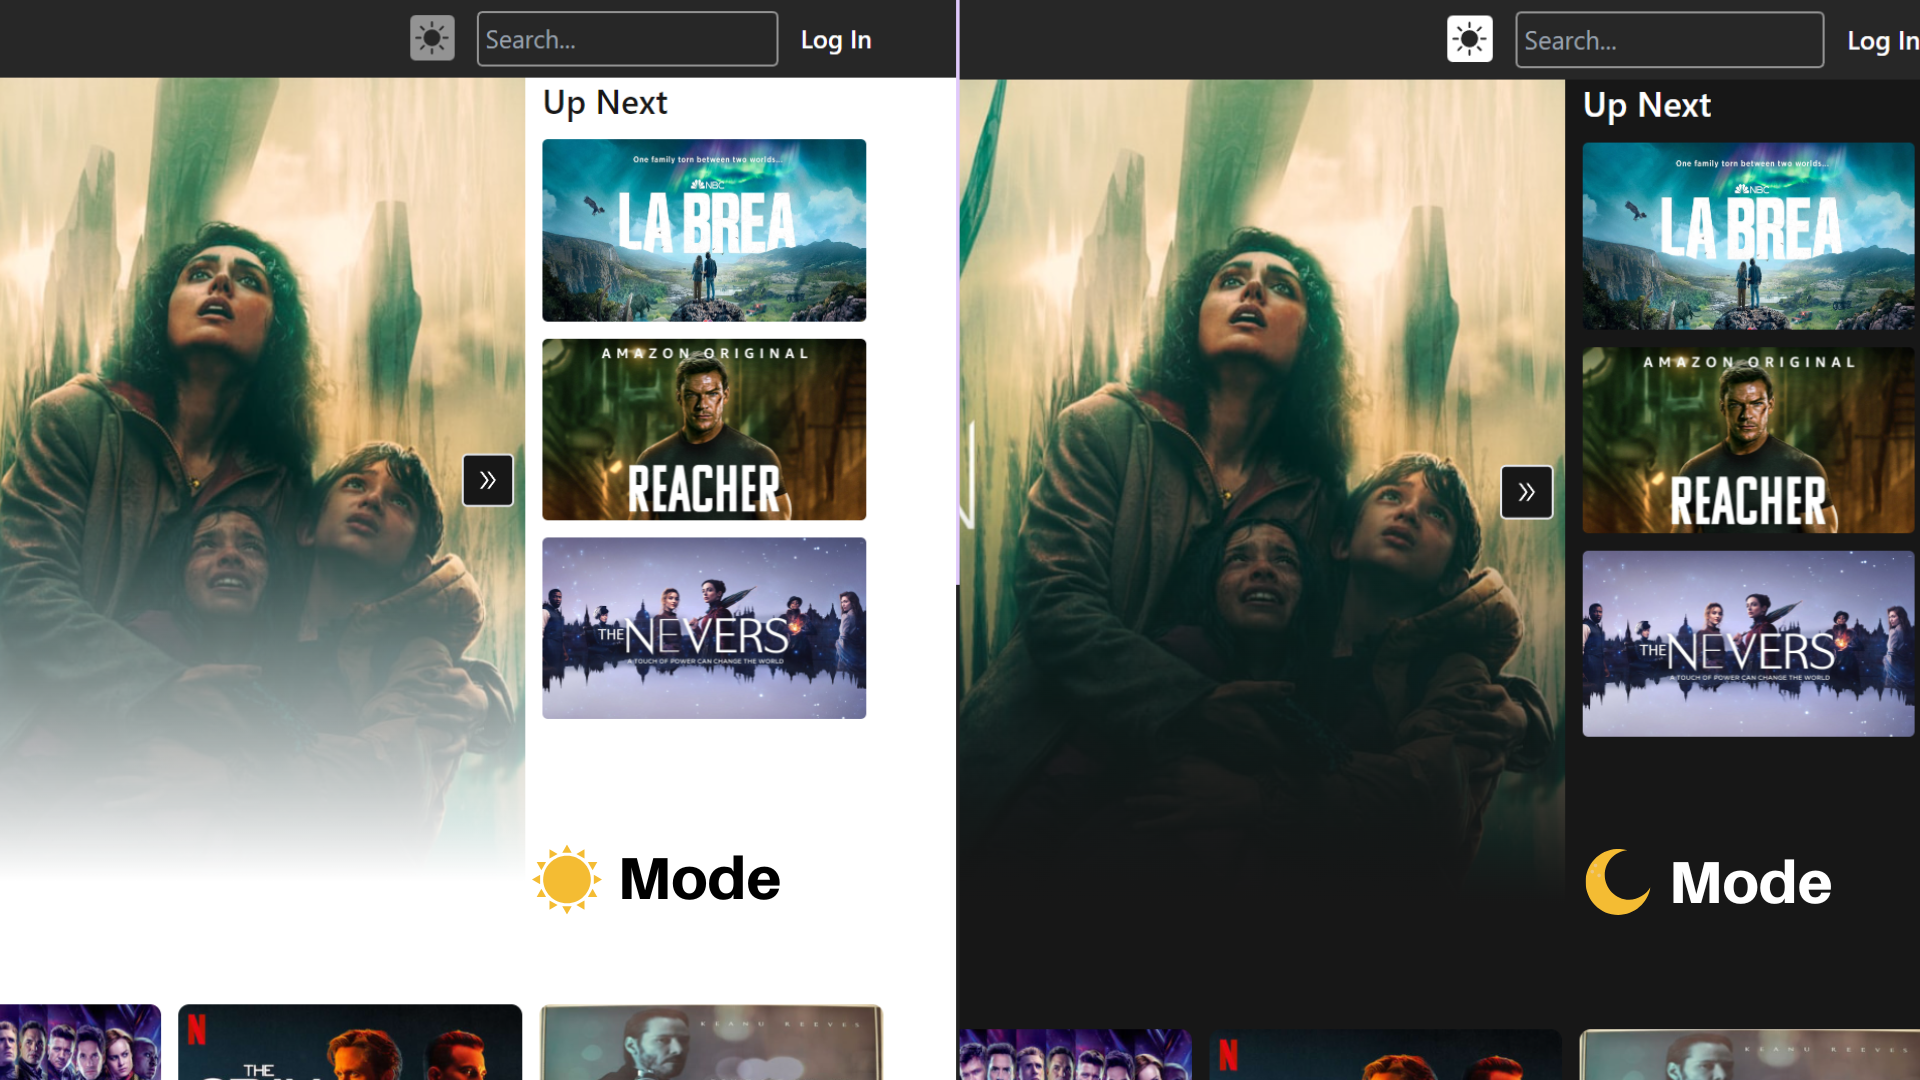 Search...
Log In
Up Next
One family torn between two worlds...
NBC
LA BREA
AMAZON ORIGINAL
REACHER
THE NEVERS
A TOUCH OF POWER CAN CHANGE THE WORLD
Mode
N
THE
KEANU REEVES
Search...
Log In
Up Next
One family torn between two worlds...
NBC
LA BREA
N
AMAZON ORIGINAL
REACHER
THE NEVERS
A TOUCH OF POWER CAN CHANGE THE WORLD
Mode
N
KEANU REEVES